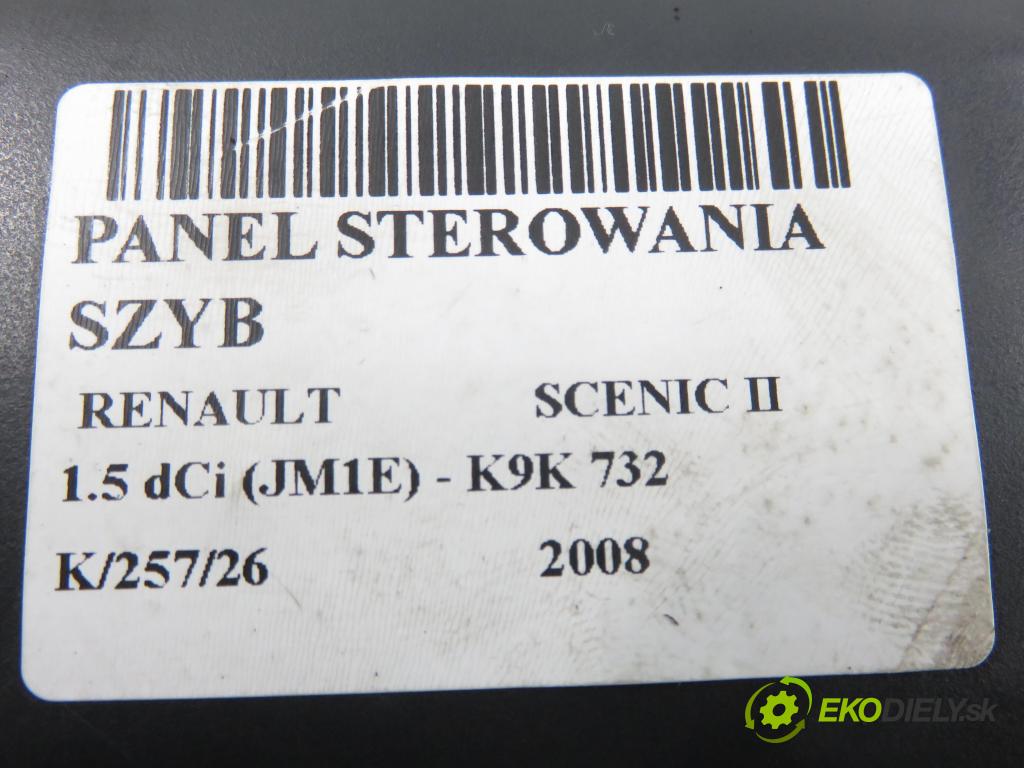 PANEL STEROWANIA
SZYB
RENAULT SCENIC II
1.5 dCi (JM1E) - K9K 732
K/257/26 2008
EKODIELY.sk